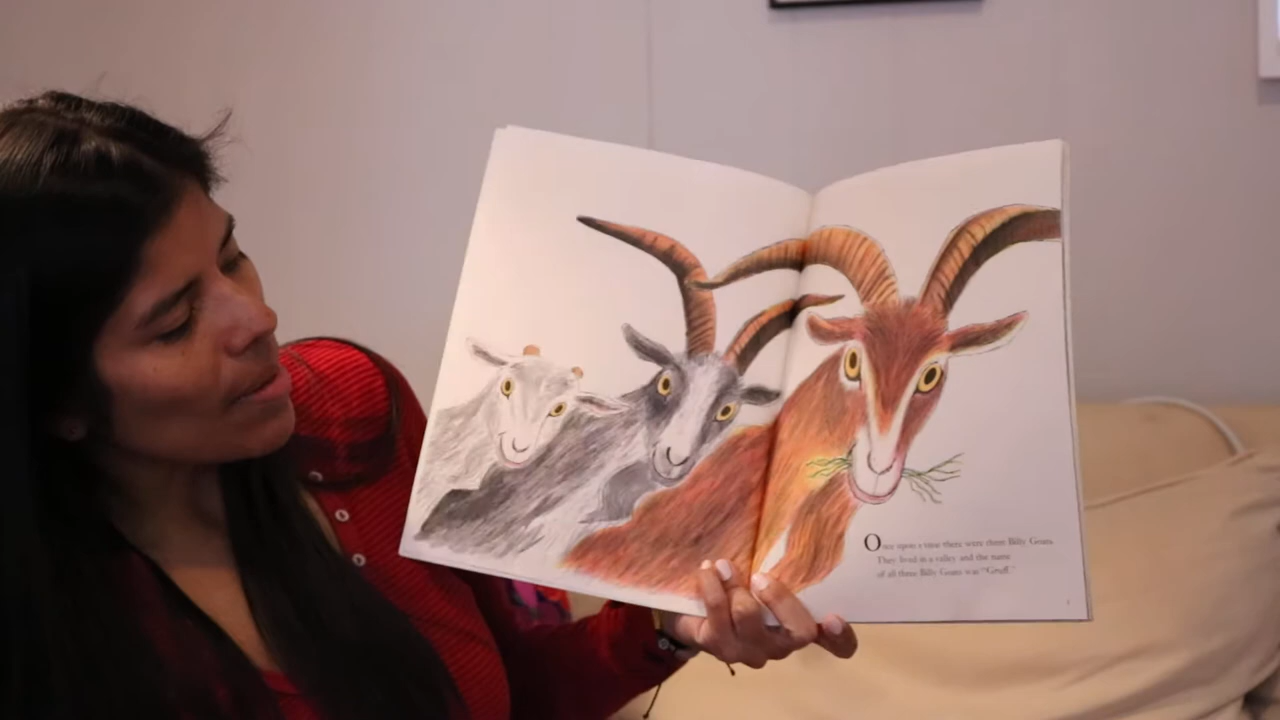 Once upon a time there were three Billy Goats.
They lived in a valley and the name
of all three Billy Goats was "Gruff."